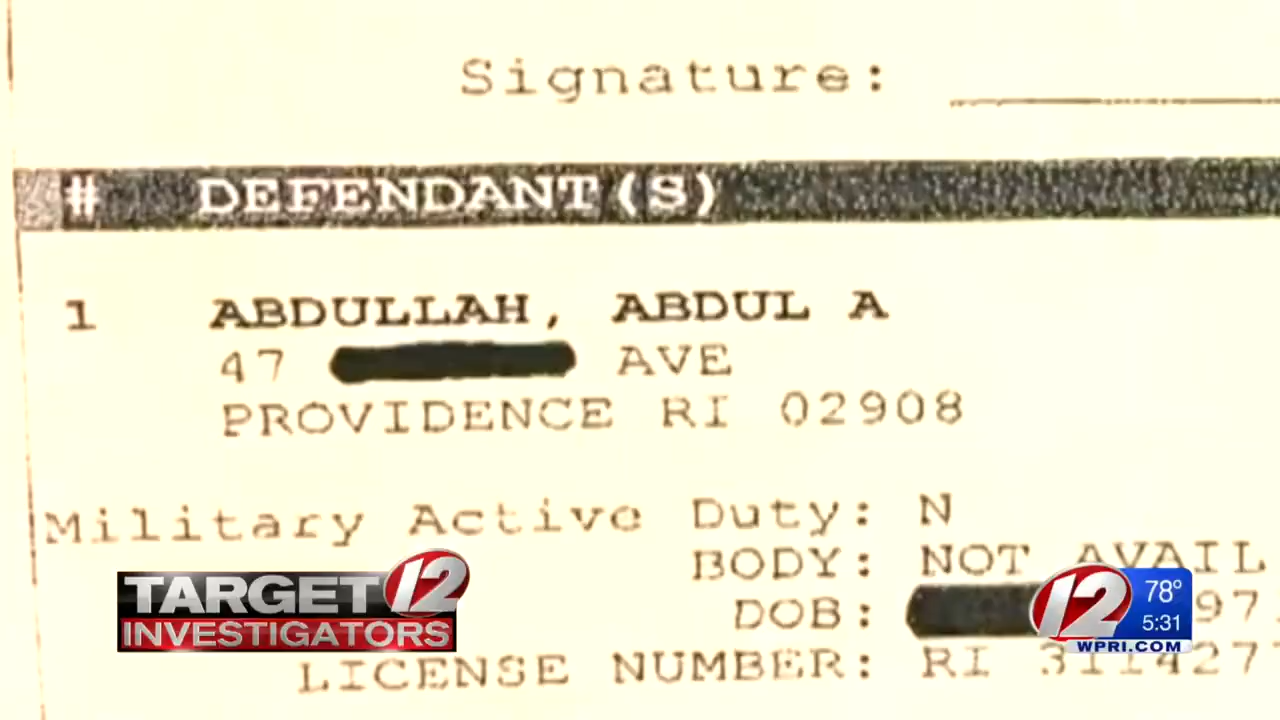 Signature:
# DEFENDANT(S)
1 ABDULLAH, ABDUL A
47 AVE
PROVIDENCE RI 02908
Military Active Duty: N
BODY: NOT AVAIL
DOB: 97
LICENSE NUMBER: RI
TARGET 12
INVESTIGATORS
12 78°
5:31
WPRI.COM